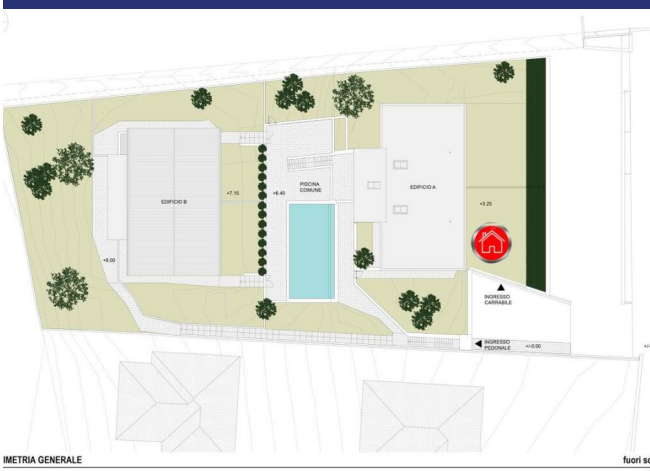 EDIFICIO B
+7.15
+6.40
PISCINA
COMUNE
EDIFICIO A
+3.25
+6.00
INGRESSO
CARRABILE
INGRESSO
PEDONALE
+/-0.00
+/-
IMETRIA GENERALE
fuori sc